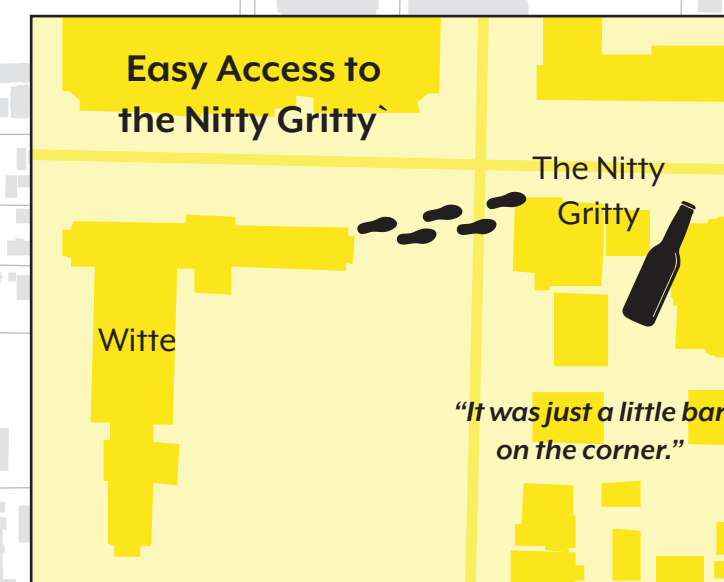 Easy Access to
the Nitty Gritty`
The Nitty
Gritty
Witte
“It was just a little bar
on the corner.”